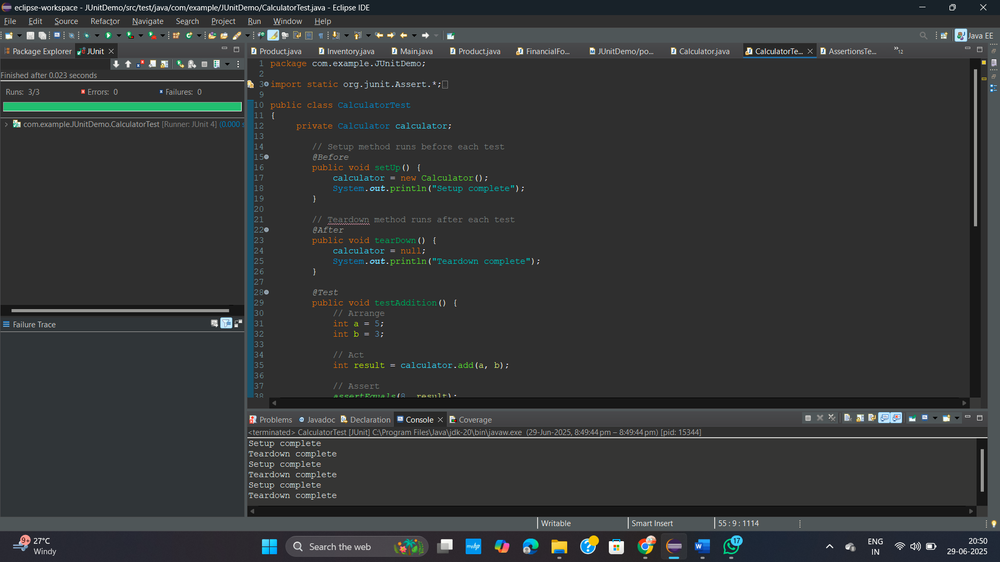 eclipse-workspace - JUnitDemo/src/test/java/com/example/JUnitDemo/CalculatorTest.java - Eclipse IDE
File Edit Source Refactor Navigate Search Project Run Window Help
Java EE
Package Explorer JUnit
Finished after 0.023 seconds
Runs: 3/3 Errors: 0 Failures: 0
com.example.JUnitDemo.CalculatorTest [Runner: JUnit 4] (0.000 s
Failure Trace
Product.java Inventory.java Main.java Product.java FinancialFo... JUnitDemo/po... Calculator.java CalculatorTe... AssertionsTe... »12
1 package com.example.JUnitDemo;
2
3 import static org.junit.Assert.*;
9
10 public class CalculatorTest
11 {
12 private Calculator calculator;
13
14 // Setup method runs before each test
15 @Before
16 public void setUp() {
17 calculator = new Calculator();
18 System.out.println("Setup complete");
19 }
20
21 // Teardown method runs after each test
22 @After
23 public void tearDown() {
24 calculator = null;
25 System.out.println("Teardown complete");
26 }
27
28 @Test
29 public void testAddition() {
30 // Arrange
31 int a = 5;
32 int b = 3;
33
34 // Act
35 int result = calculator.add(a, b);
36
37 // Assert
38 assertEquals(8, result);
Problems Javadoc Declaration Console Coverage
<terminated> CalculatorTest [JUnit] C:\Program Files\Java\jdk-20\bin\javaw.exe (29-Jun-2025, 8:49:44 pm – 8:49:44 pm) [pid: 15344]
Setup complete
Teardown complete
Setup complete
Teardown complete
Setup complete
Teardown complete
Writable Smart Insert 55 : 9 : 1114
9+ 27°C
Windy
Search the web
myhp
W
17
ENG
IN
20:50
29-06-2025